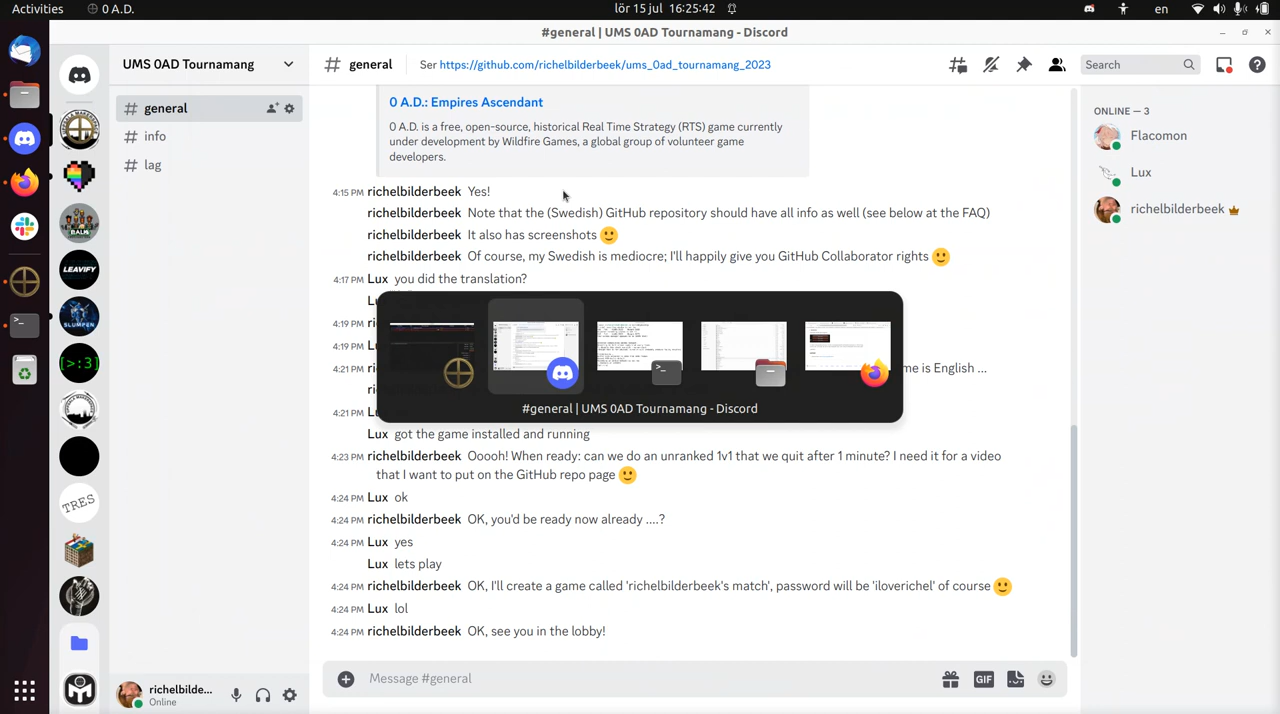 Activities
0 A.D.
lör 15 jul 16:25:42
en
#general | UMS 0AD Tournamang - Discord
UMS 0AD Tournamang
# general
Ser https://github.com/richelbilderbeek/ums_0ad_tournamang_2023
Search
# general
# info
# lag
LEAVIFY
SLUMPEN
[>:3]
TRES
0 A.D.: Empires Ascendant
0 A.D. is a free, open-source, historical Real Time Strategy (RTS) game currently
under development by Wildfire Games, a global group of volunteer game
developers.
4:15 PM richelbilderbeek Yes!
richelbilderbeek Note that the (Swedish) GitHub repository should have all info as well (see below at the FAQ)
richelbilderbeek It also has screenshots 🙂
richelbilderbeek Of course, my Swedish is mediocre; I'll happily give you GitHub Collaborator rights 🙂
4:17 PM Lux you did the translation?
4:19 PM
4:19 PM
4:21 PM me is English ...
#general | UMS 0AD Tournamang - Discord
4:21 PM
Lux got the game installed and running
4:23 PM richelbilderbeek Ooooh! When ready: can we do an unranked 1v1 that we quit after 1 minute? I need it for a video
that I want to put on the GitHub repo page 🙂
4:24 PM Lux ok
4:24 PM richelbilderbeek OK, you'd be ready now already ....?
4:24 PM Lux yes
Lux lets play
4:24 PM richelbilderbeek OK, I'll create a game called 'richelbilderbeek's match', password will be 'iloverichel' of course 🙂
4:24 PM Lux lol
4:24 PM richelbilderbeek OK, see you in the lobby!
Message #general
GIF
richelbilde...
Online
ONLINE — 3
Flacomon
Lux
richelbilderbeek